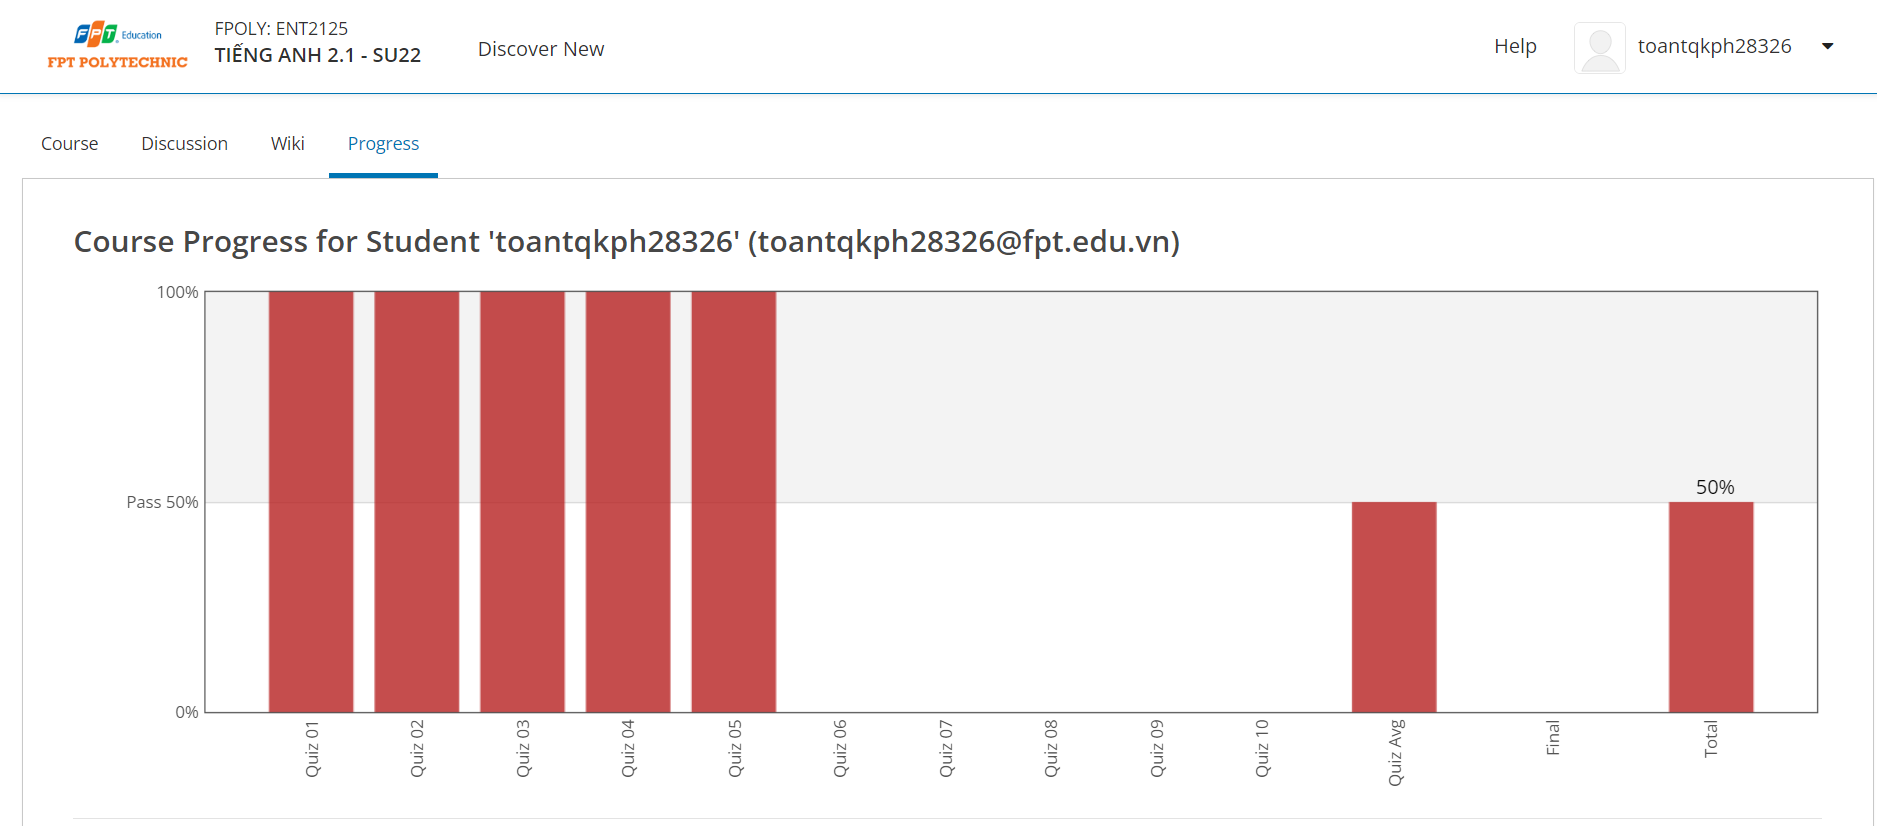 FPT Education
FPT POLYTECHNIC
FPOLY: ENT2125
TIẾNG ANH 2.1 - SU22
Discover New
Help
toantqkph28326
Course
Discussion
Wiki
Progress
Course Progress for Student 'toantqkph28326' (toantqkph28326@fpt.edu.vn)
100%
Pass 50%
0%
50%
Quiz 01
Quiz 02
Quiz 03
Quiz 04
Quiz 05
Quiz 06
Quiz 07
Quiz 08
Quiz 09
Quiz 10
Quiz Avg
Final
Total